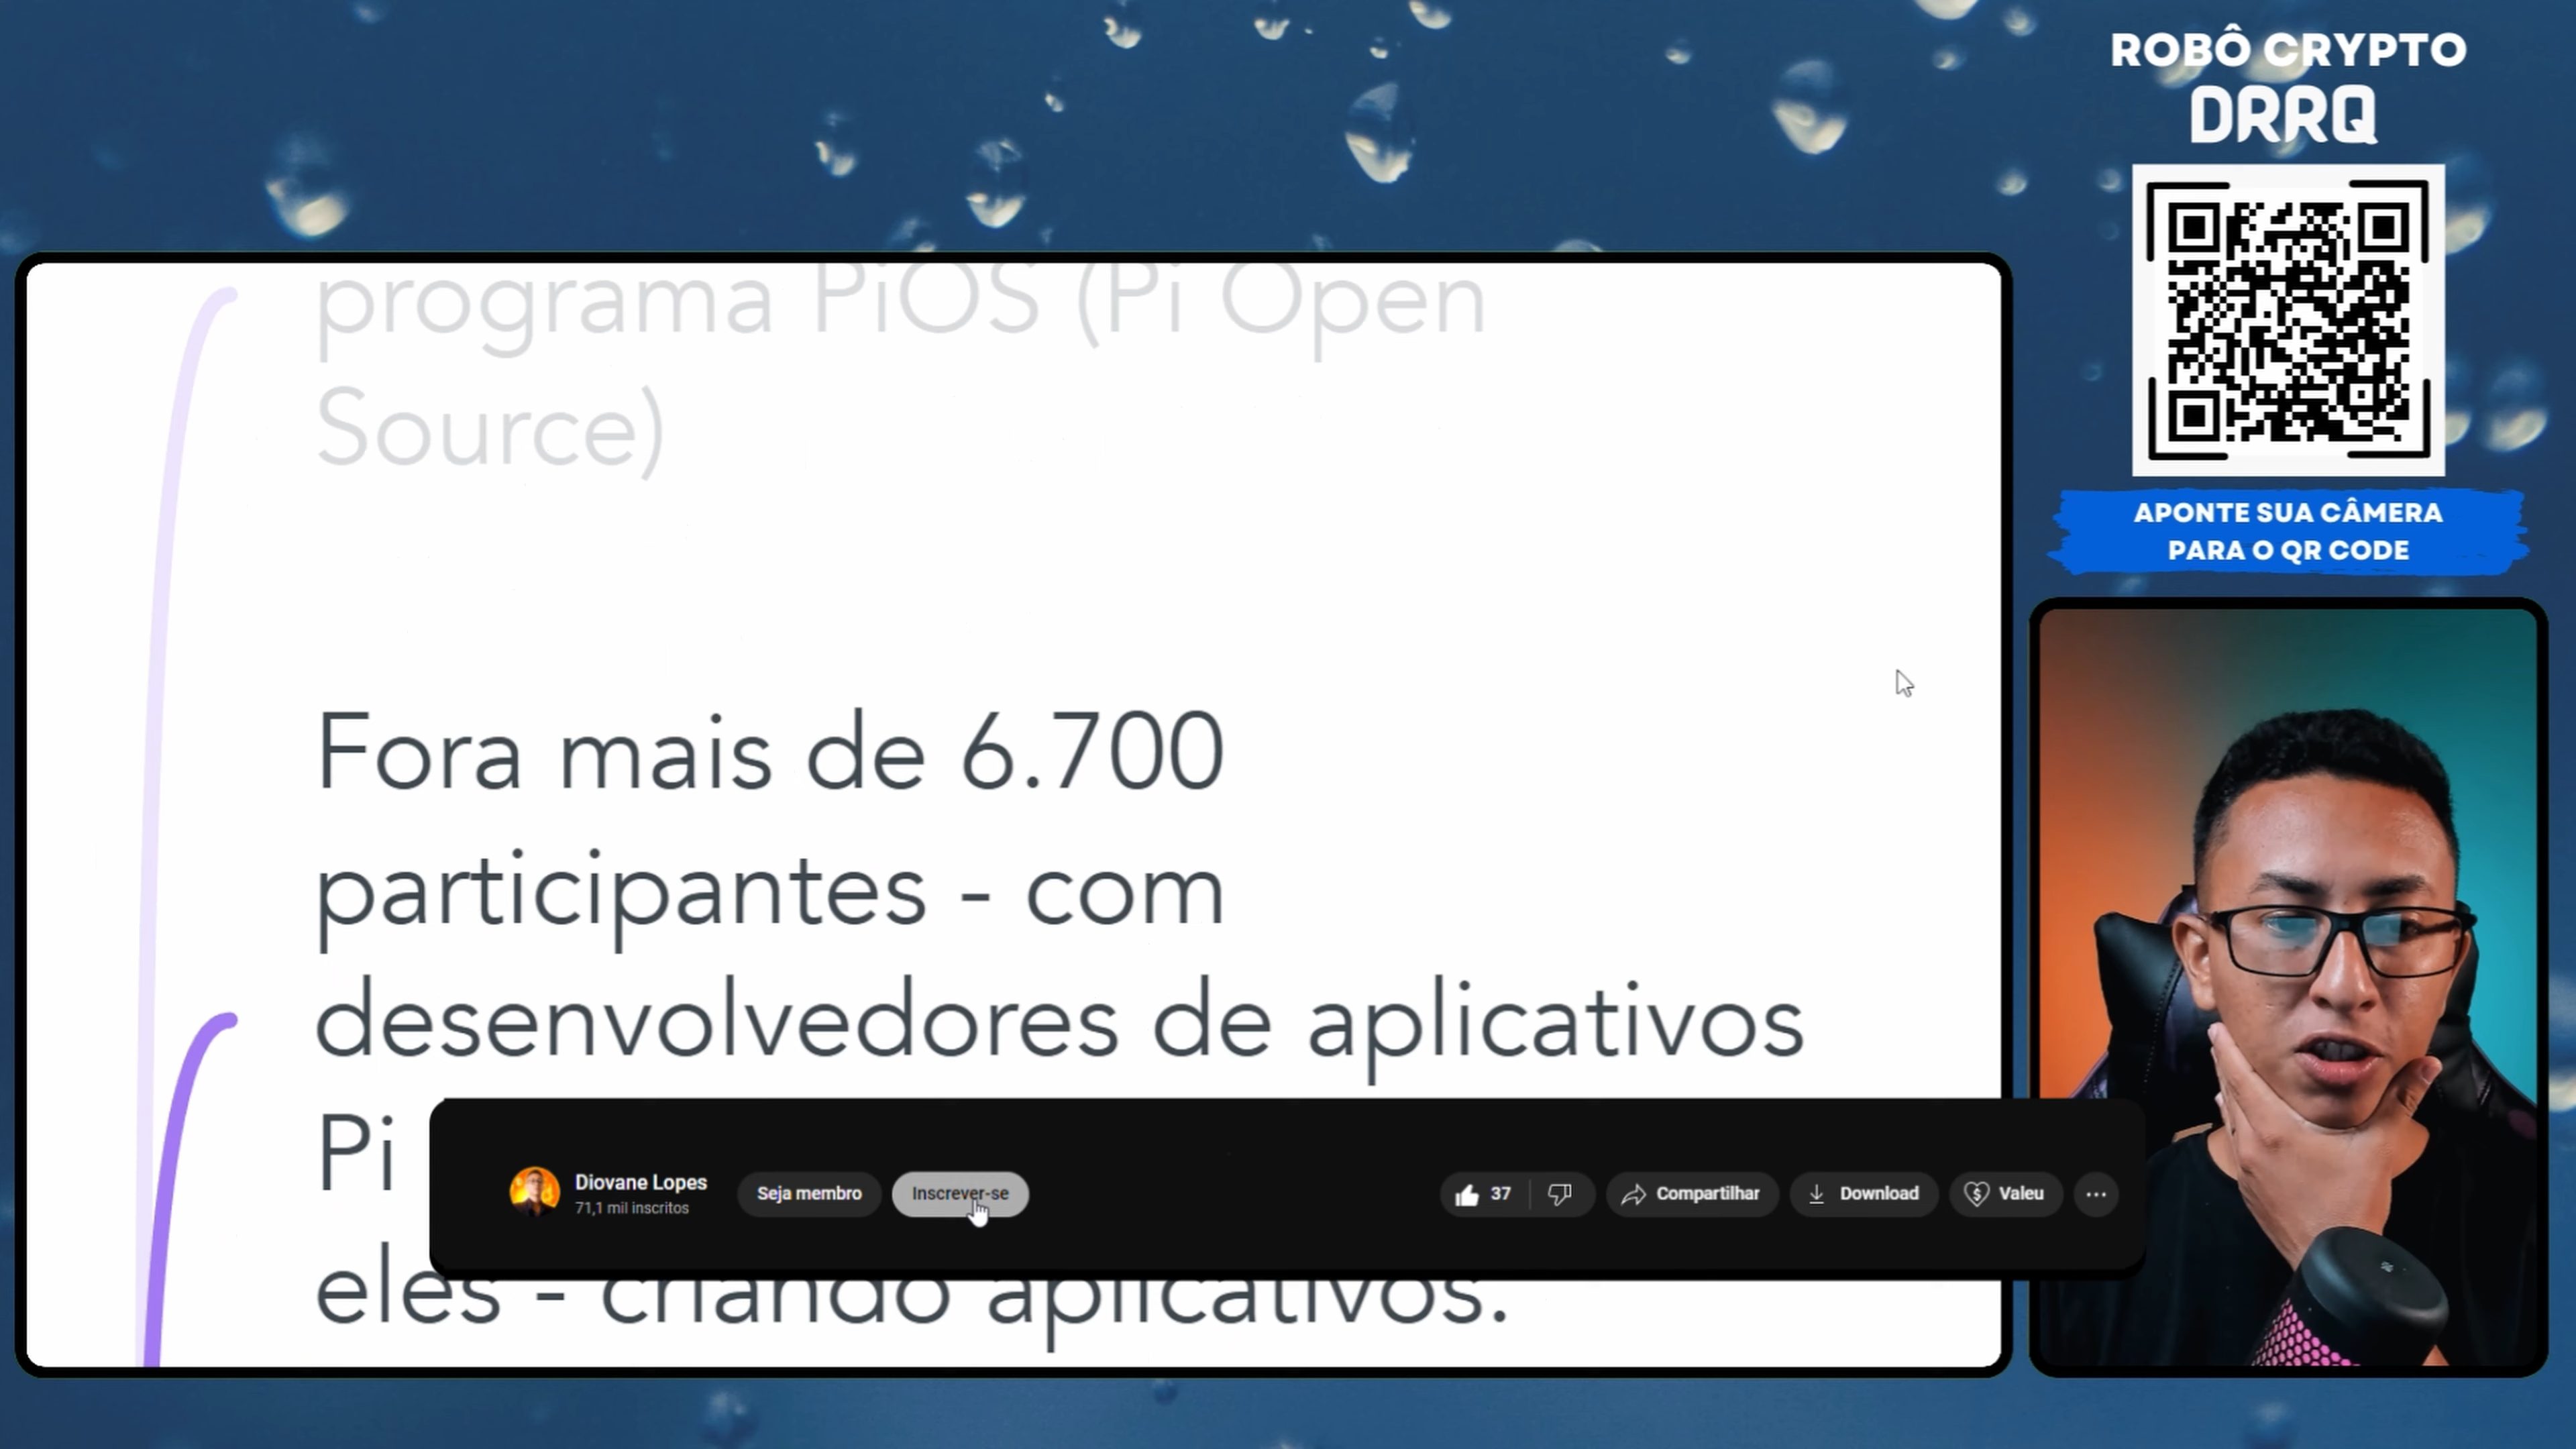 ROBÔ CRYPTO
DRRQ
APONTE SUA CÂMERA
PARA O QR CODE
programa PiOS (Pi Open
Source)
Fora mais de 6.700
participantes - com
desenvolvedores de aplicativos
Pi
eles - criando aplicativos.
Diovane Lopes
71,1 mil inscritos
Seja membro
Inscrever-se
37
Compartilhar
Download
Valeu